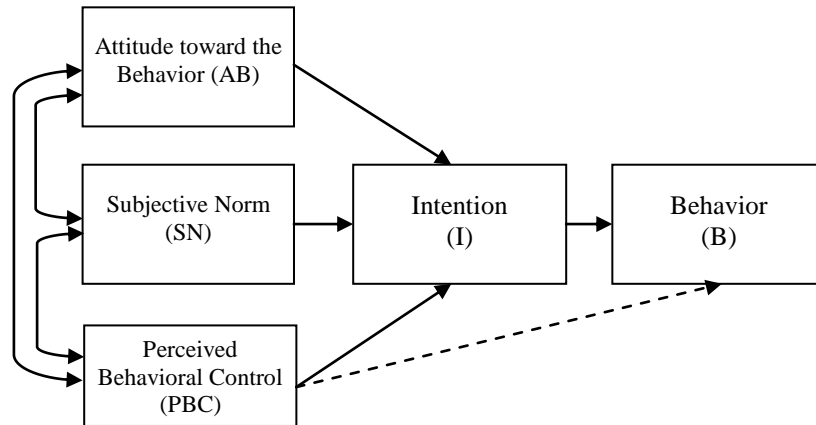 Attitude toward the
Behavior (AB)
Subjective Norm
(SN)
Intention
(I)
Behavior
(B)
Perceived
Behavioral Control
(PBC)